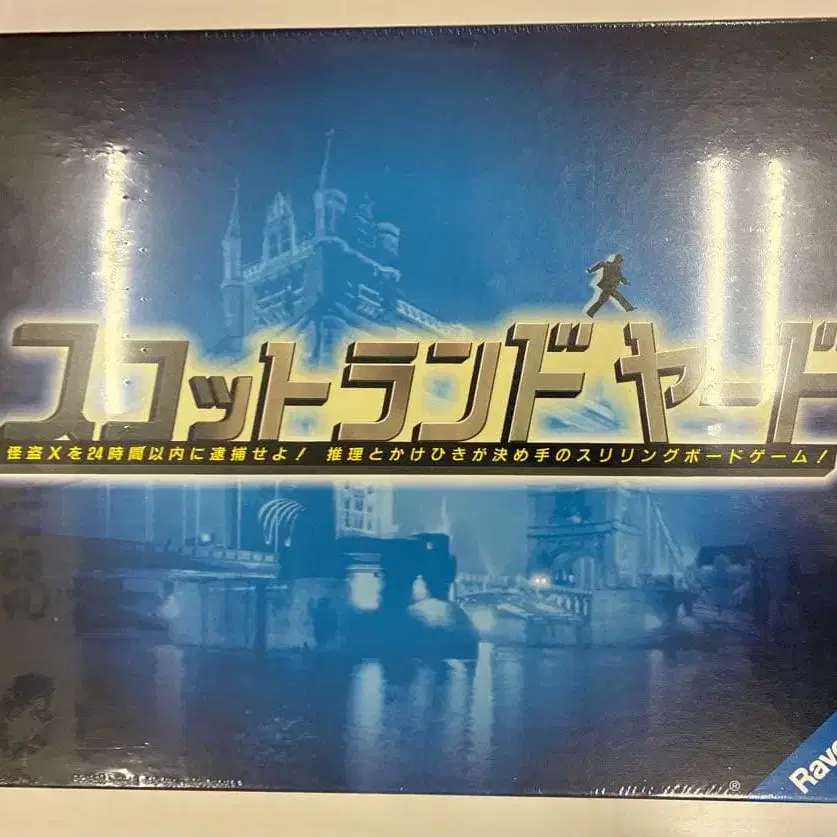 スコットランド ヤード
怪盗Xを24時間以内に逮捕せよ! 推理とかけひきが決め手のスリリングボードゲーム!
®
Rave